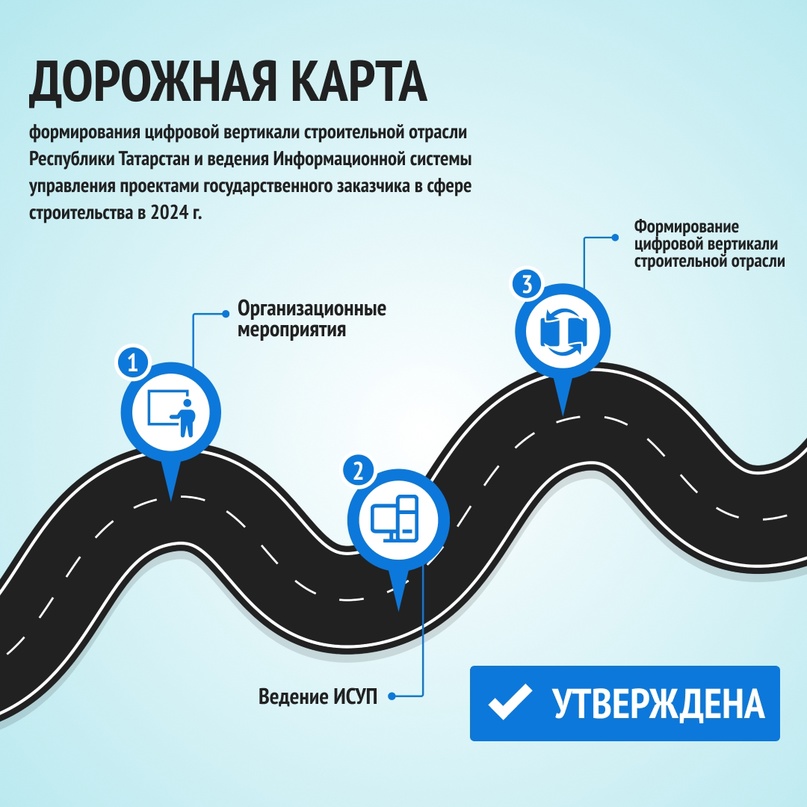 ДОРОЖНАЯ КАРТА
формирования цифровой вертикали строительной отрасли
Республики Татарстан и ведения Информационной системы
управления проектами государственного заказчика в сфере
строительства в 2024 г.
1
Организационные
мероприятия
2
Ведение ИСУП
3
Формирование
цифровой вертикали
строительной отрасли
УТВЕРЖДЕНА